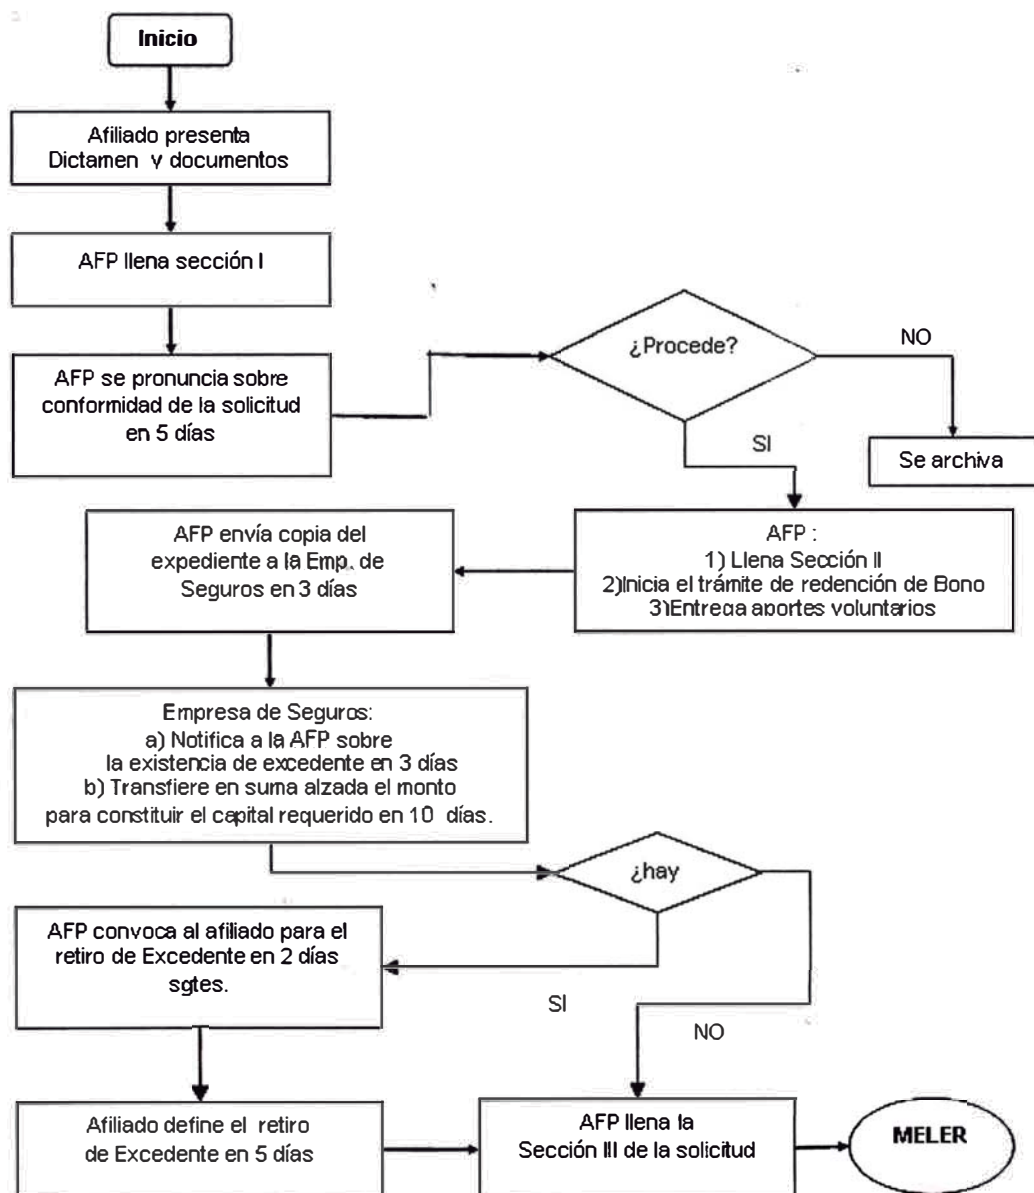 Inicio
Afiliado presenta
Dictamen y documentos
AFP llena sección I
AFP se pronuncia sobre
conformidad de la solicitud
en 5 días
¿Procede?
NO
SI
Se archiva
AFP :
1) Llena Sección II
2)Inicia el trámite de redención de Bono
3)Entrega aportes voluntarios
AFP envía copia del
expediente a la Emp. de
Seguros en 3 días
Empresa de Seguros:
a) Notifica a la AFP sobre
la existencia de excedente en 3 días
b) Transfiere en suma alzada el monto
para constituir el capital requerido en 10 días.
¿hay
AFP convoca al afiliado para el
retiro de Excedente en 2 días
sgtes.
SI
NO
Afiliado define el retiro
de Excedente en 5 días
AFP llena la
Sección III de la solicitud
MELER